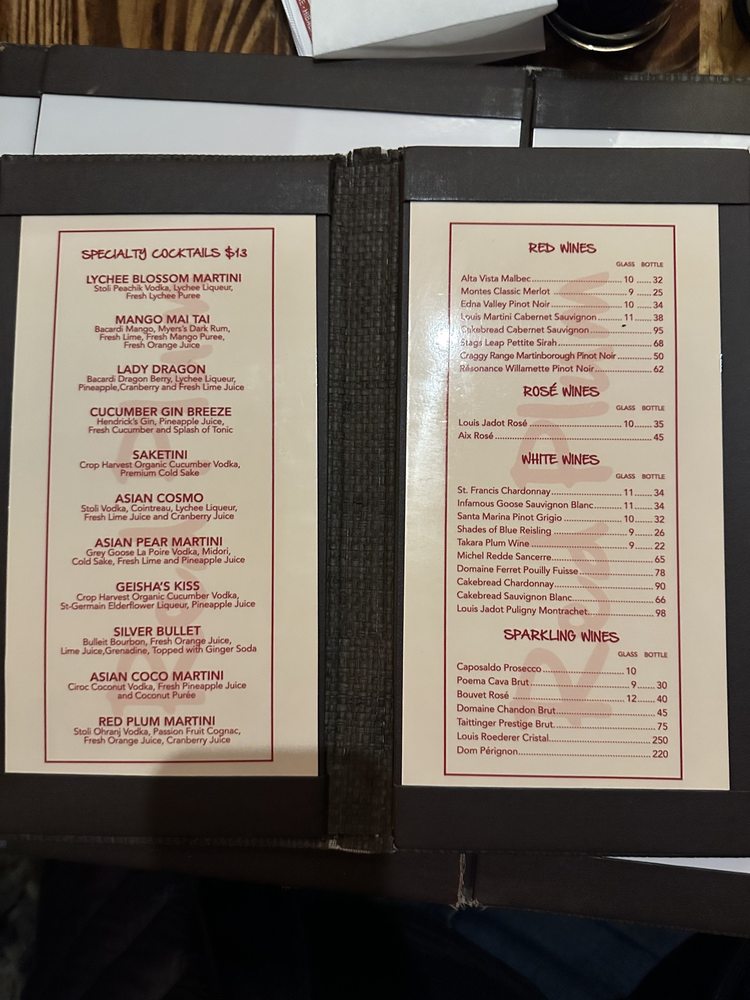 SPECIALTY COCKTAILS $13
LYCHEE BLOSSOM MARTINI
Stoli Peachik Vodka, Lychee Liqueur,
Fresh Lychee Puree
MANGO MAI TAI
Bacardi Mango, Myers's Dark Rum,
Fresh Lime, Fresh Mango Puree,
Fresh Orange Juice
LADY DRAGON
Bacardi Dragon Berry, Lychee Liqueur,
Pineapple,Cranberry and Fresh Lime Juice
CUCUMBER GIN BREEZE
Hendrick's Gin, Pineapple Juice,
Fresh Cucumber and Splash of Tonic
SAKETINI
Crop Harvest Organic Cucumber Vodka,
Premium Cold Sake
ASIAN COSMO
Stoli Vodka, Cointreau, Lychee Liqueur,
Fresh Lime Juice and Cranberry Juice
ASIAN PEAR MARTINI
Grey Goose La Poire Vodka, Midori,
Cold Sake, Fresh Lime and Pineapple Juice
GEISHA'S KISS
Crop Harvest Organic Cucumber Vodka,
St-Germain Elderflower Liqueur, Pineapple Juice
SILVER BULLET
Bulleit Bourbon, Fresh Orange Juice,
Lime Juice,Grenadine, Topped with Ginger Soda
ASIAN COCO MARTINI
Ciroc Coconut Vodka, Fresh Pineapple Juice
and Coconut Purée
RED PLUM MARTINI
Stoli Ohranj Vodka, Passion Fruit Cognac,
Fresh Orange Juice, Cranberry Juice
RED WINES
GLASS BOTTLE
Alta Vista Malbec 10 32
Montes Classic Merlot 9 25
Edna Valley Pinot Noir 10 34
Louis Martini Cabernet Sauvignon 11 38
Cakebread Cabernet Sauvignon 95
Stags Leap Pettite Sirah 68
Craggy Range Martinborough Pinot Noir 50
Résonance Willamette Pinot Noir 62
ROSÉ WINES
GLASS BOTTLE
Louis Jadot Rosé 10 35
Aix Rosé 45
WHITE WINES
GLASS BOTTLE
St. Francis Chardonnay 11 34
Infamous Goose Sauvignon Blanc 11 34
Santa Marina Pinot Grigio 10 32
Shades of Blue Reisling 9 26
Takara Plum Wine 9 22
Michel Redde Sancerre 65
Domaine Ferret Pouilly Fuisse 78
Cakebread Chardonnay 90
Cakebread Sauvignon Blanc 66
Louis Jadot Puligny Montrachet 98
SPARKLING WINES
GLASS BOTTLE
Caposaldo Prosecco 10
Poema Cava Brut 9 30
Bouvet Rosé 12 40
Domaine Chandon Brut 45
Taittinger Prestige Brut 75
Louis Roederer Cristal 250
Dom Pérignon 220
Red Plum